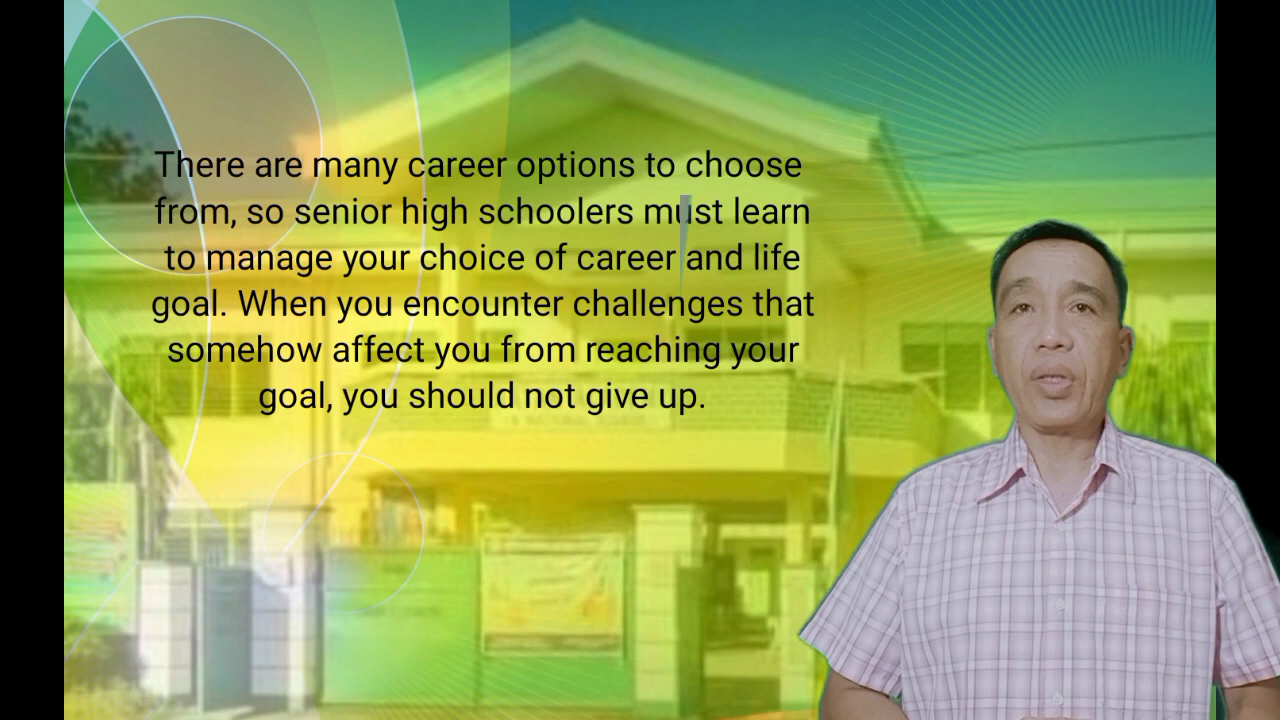 There are many career options to choose
from, so senior high schoolers must learn
to manage your choice of career and life
goal. When you encounter challenges that
somehow affect you from reaching your
goal, you should not give up.